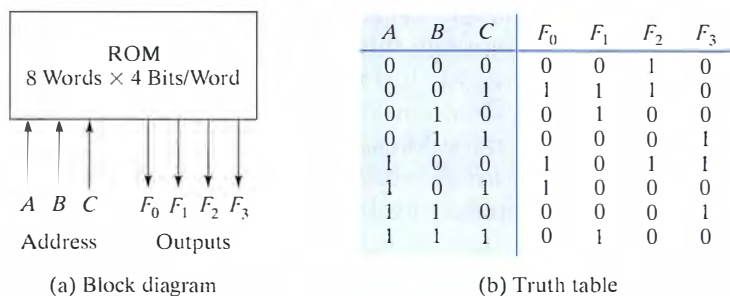 ROM
8 Words × 4 Bits/Word
A B C F₀ F₁ F₂ F₃
Address Outputs
(a) Block diagram
A B C F₀ F₁ F₂ F₃
0 0 0 0 0 1 0
0 0 1 1 1 1 0
0 1 0 0 1 0 0
0 1 1 0 0 0 1
1 0 0 1 0 1 1
1 0 1 1 0 0 0
1 1 0 0 0 0 1
1 1 1 0 1 0 0
(b) Truth table